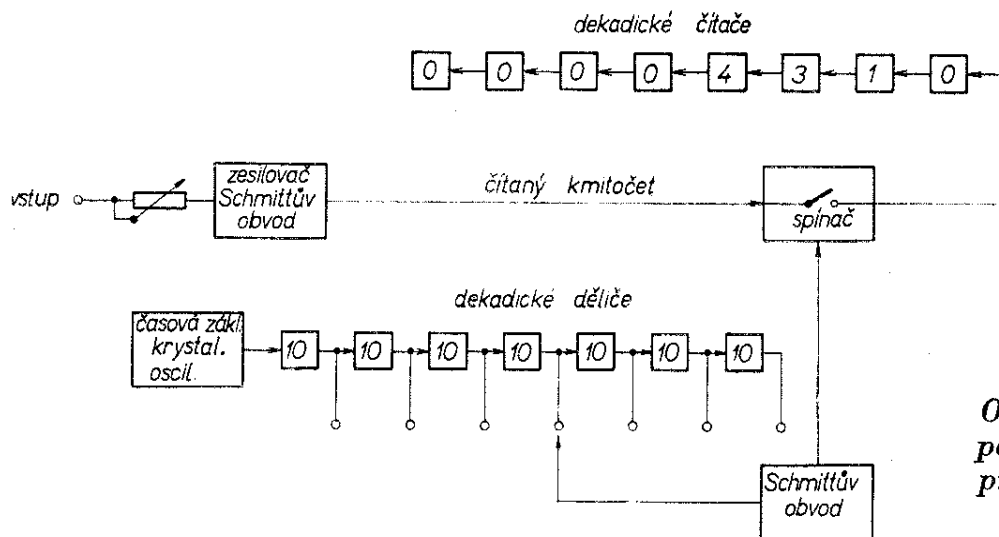 dekadické čítače
0 0 0 0 4 3 1 0
vstup
zesilovač
Schmittův
obvod
čítaný kmitočet
spínač
dekadické děliče
časová zákl.
krystal.
oscil.
10 10 10 10 10 10 10
Schmittův
obvod